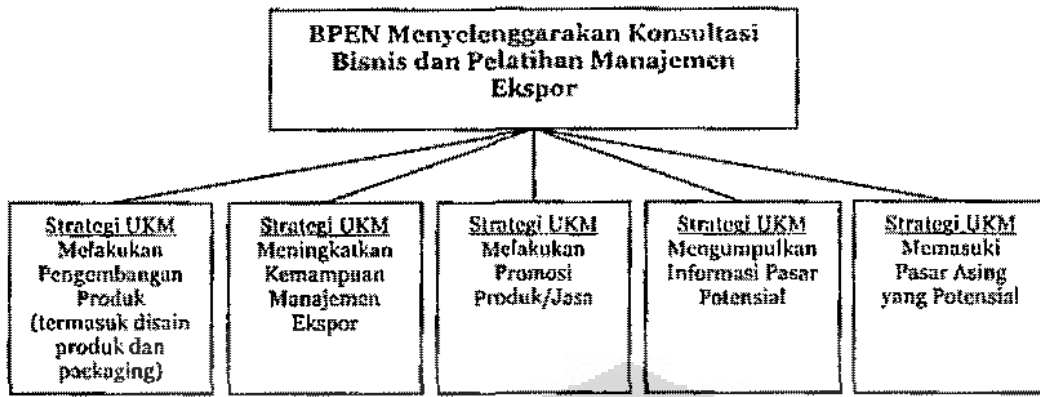 BPEN Menyelenggarakan Konsultasi
Bisnis dan Pelatihan Manajemen
Ekspor
Strategi UKM
Melakukan
Pengembangan
Produk
(termasuk disain
produk dan
packaging)
Strategi UKM
Meningkatkan
Kemampuan
Manajemen
Ekspor
Strategi UKM
Melakukan
Promosi
Produk/Jasa
Strategi UKM
Mengumpulkan
Informasi Pasar
Potensial
Strategi UKM
Memasuki
Pasar Asing
yang Potensial